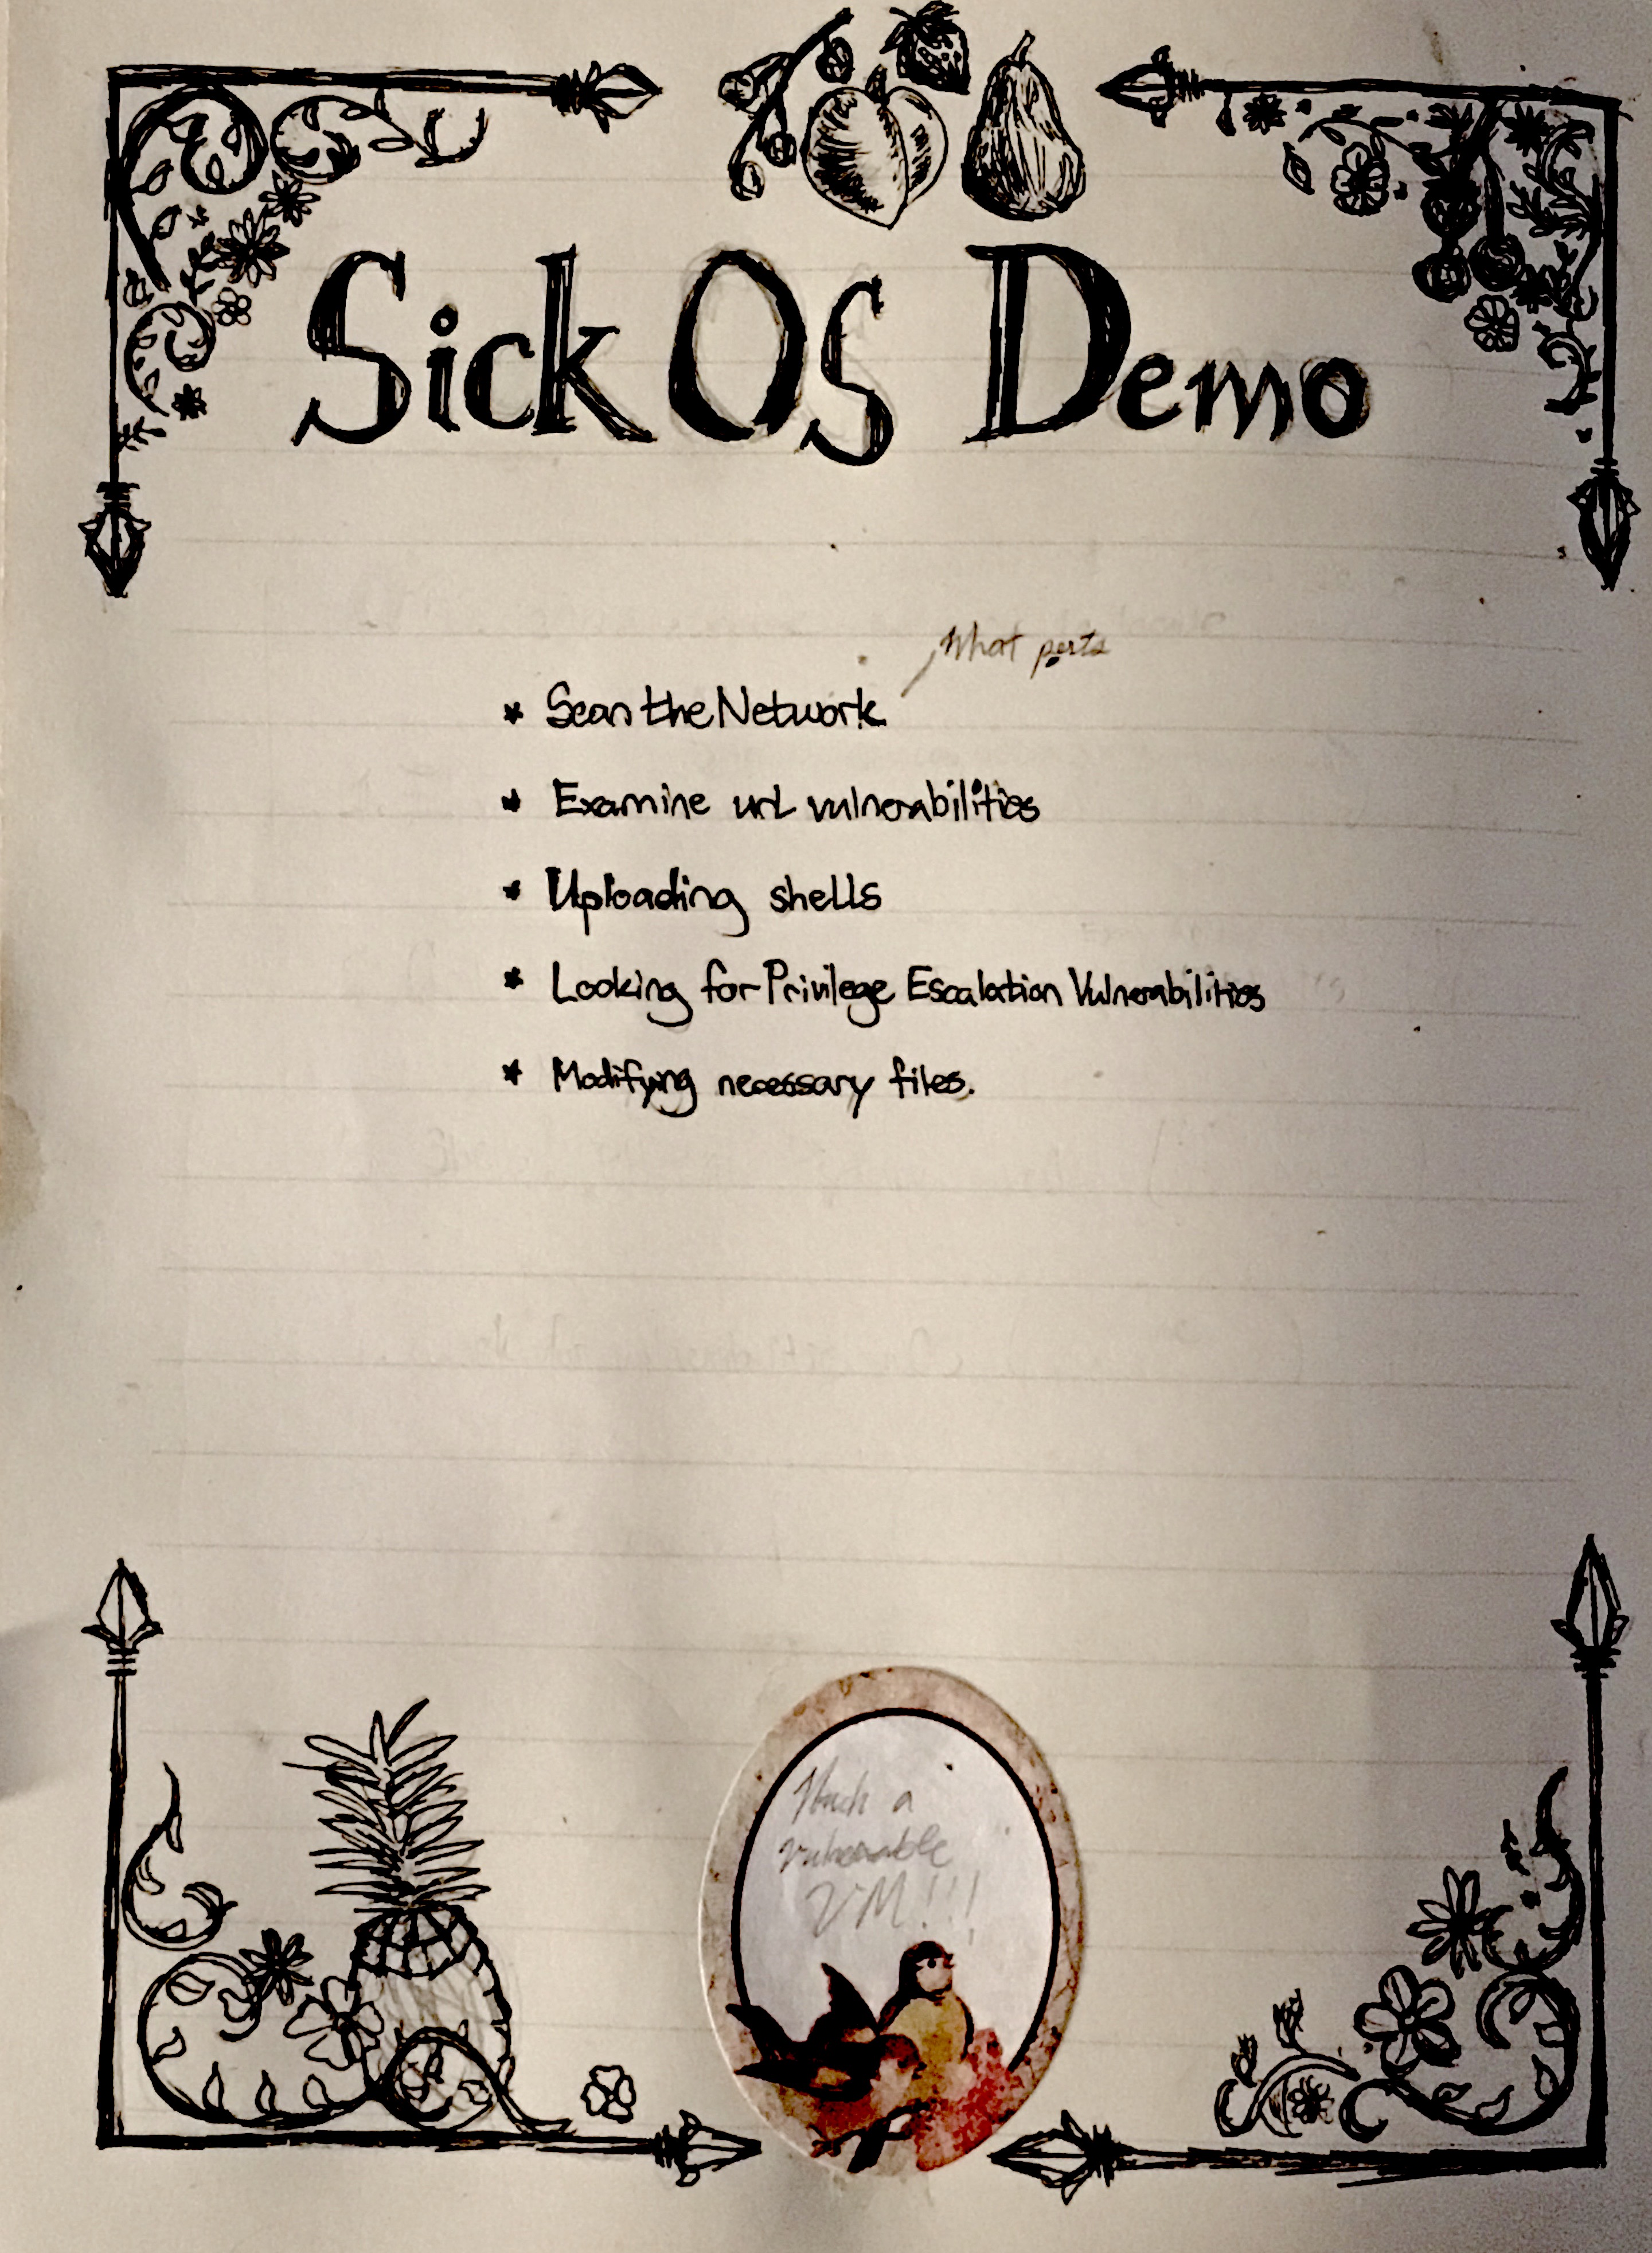 Sick OS Demo
What ports
* Scan the Network
* Examine url vulnerabilities
* Uploading shells
* Looking for Privilege Escalation Vulnerabilities
* Modifying necessary files.
Hack a
vulnerable
VM!!!